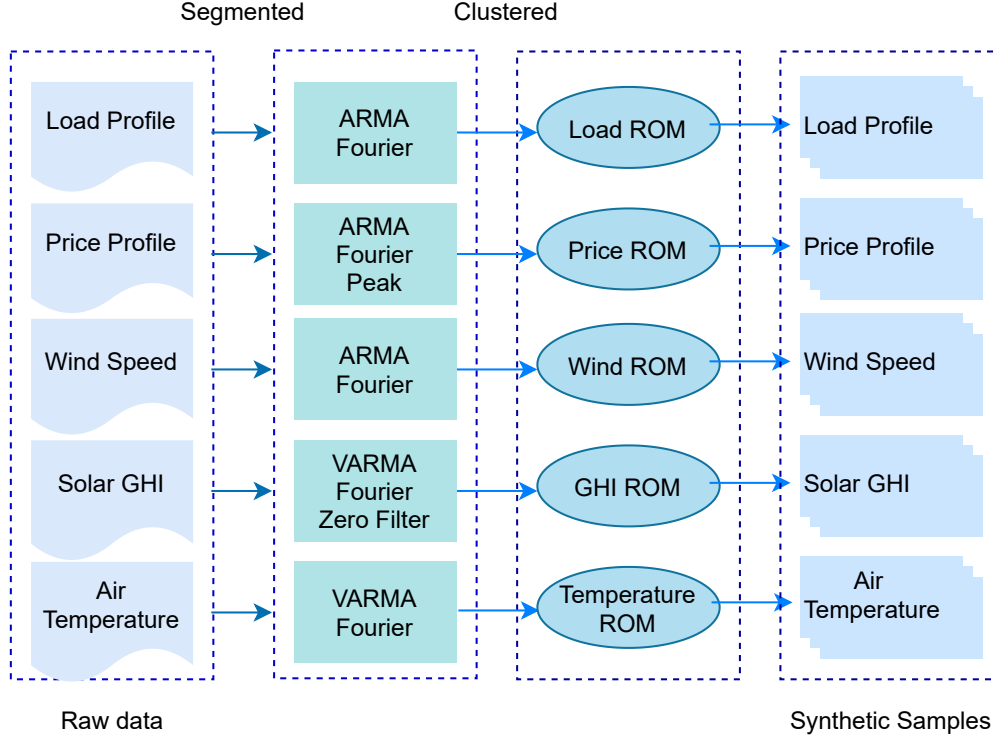 Segmented
Clustered
Load Profile
ARMA
Fourier
Load ROM
Load Profile
Price Profile
ARMA
Fourier
Peak
Price ROM
Price Profile
Wind Speed
ARMA
Fourier
Wind ROM
Wind Speed
Solar GHI
VARMA
Fourier
Zero Filter
GHI ROM
Solar GHI
Air
Temperature
VARMA
Fourier
Temperature
ROM
Air
Temperature
Raw data
Synthetic Samples